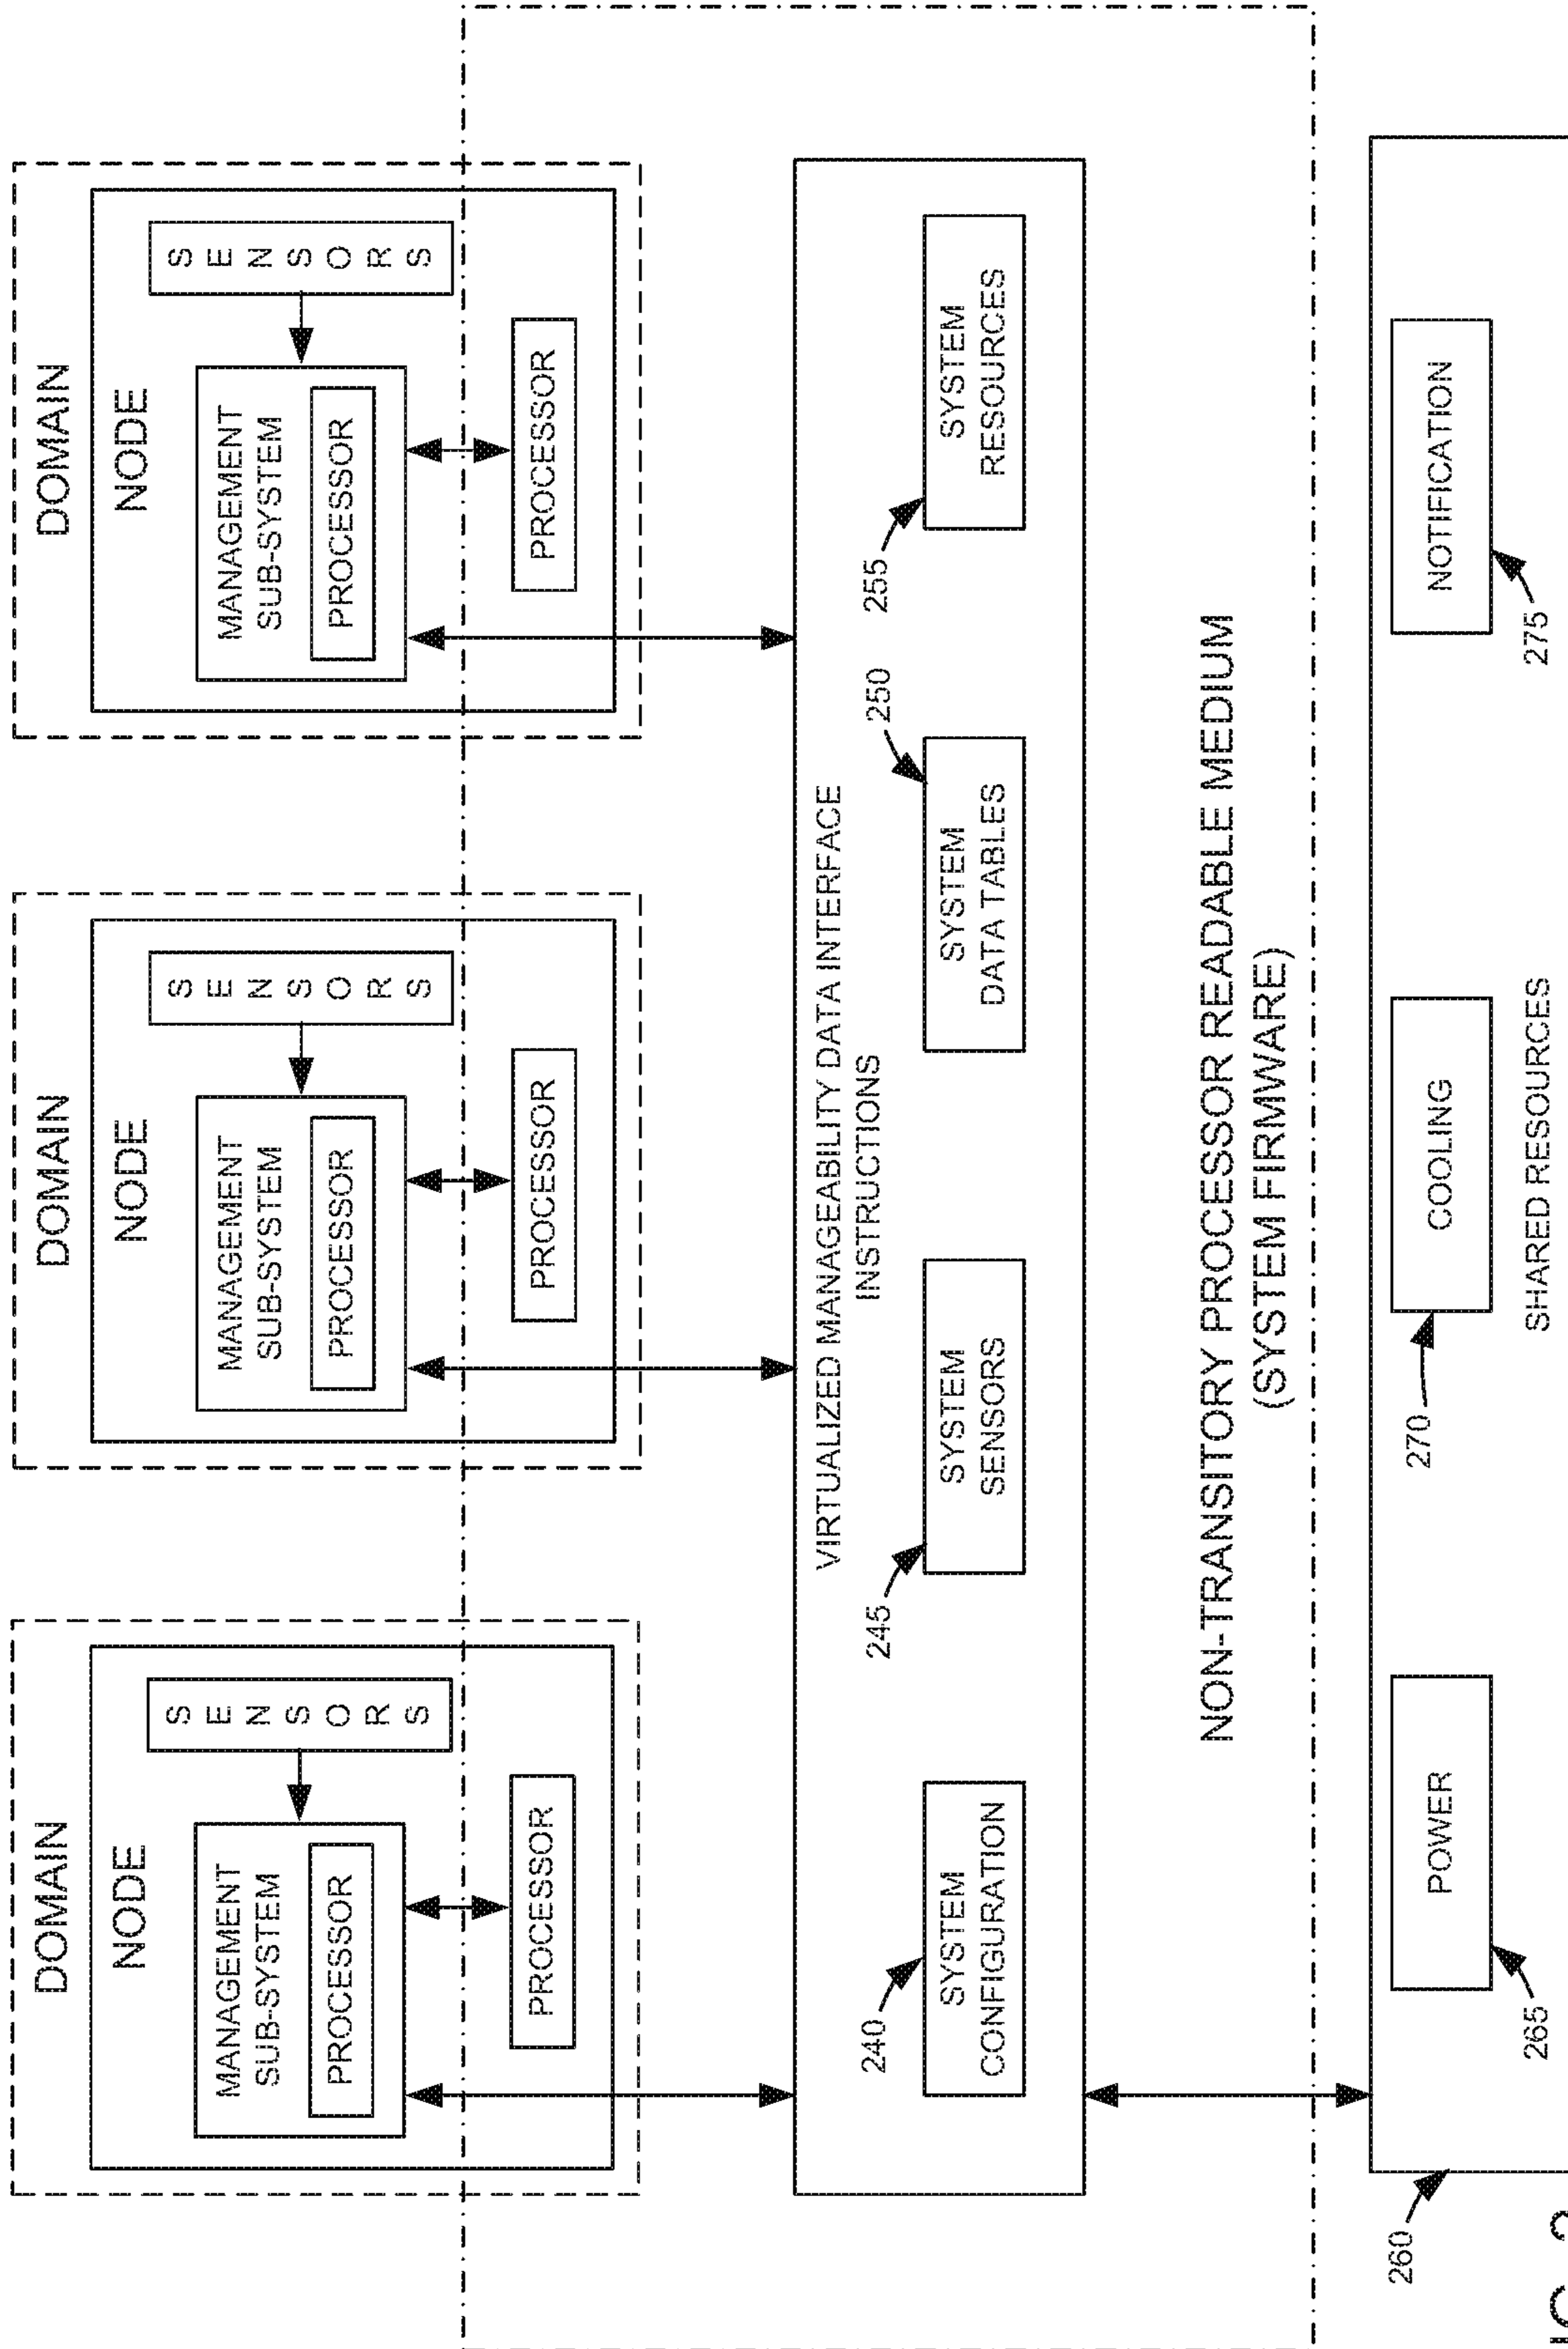 DOMAIN
NODE
MANAGEMENT
SUB-SYSTEM
PROCESSOR
SENSORS
PROCESSOR
DOMAIN
NODE
MANAGEMENT
SUB-SYSTEM
PROCESSOR
SENSORS
PROCESSOR
DOMAIN
NODE
MANAGEMENT
SUB-SYSTEM
PROCESSOR
SENSORS
PROCESSOR
VIRTUALIZED MANAGEABILITY DATA INTERFACE
INSTRUCTIONS
240
SYSTEM
CONFIGURATION
245
SYSTEM
SENSORS
250
SYSTEM
DATA TABLES
255
SYSTEM
RESOURCES
NON-TRANSITORY PROCESSOR READABLE MEDIUM
(SYSTEM FIRMWARE)
260
POWER
265
COOLING
270
NOTIFICATION
275
SHARED RESOURCES